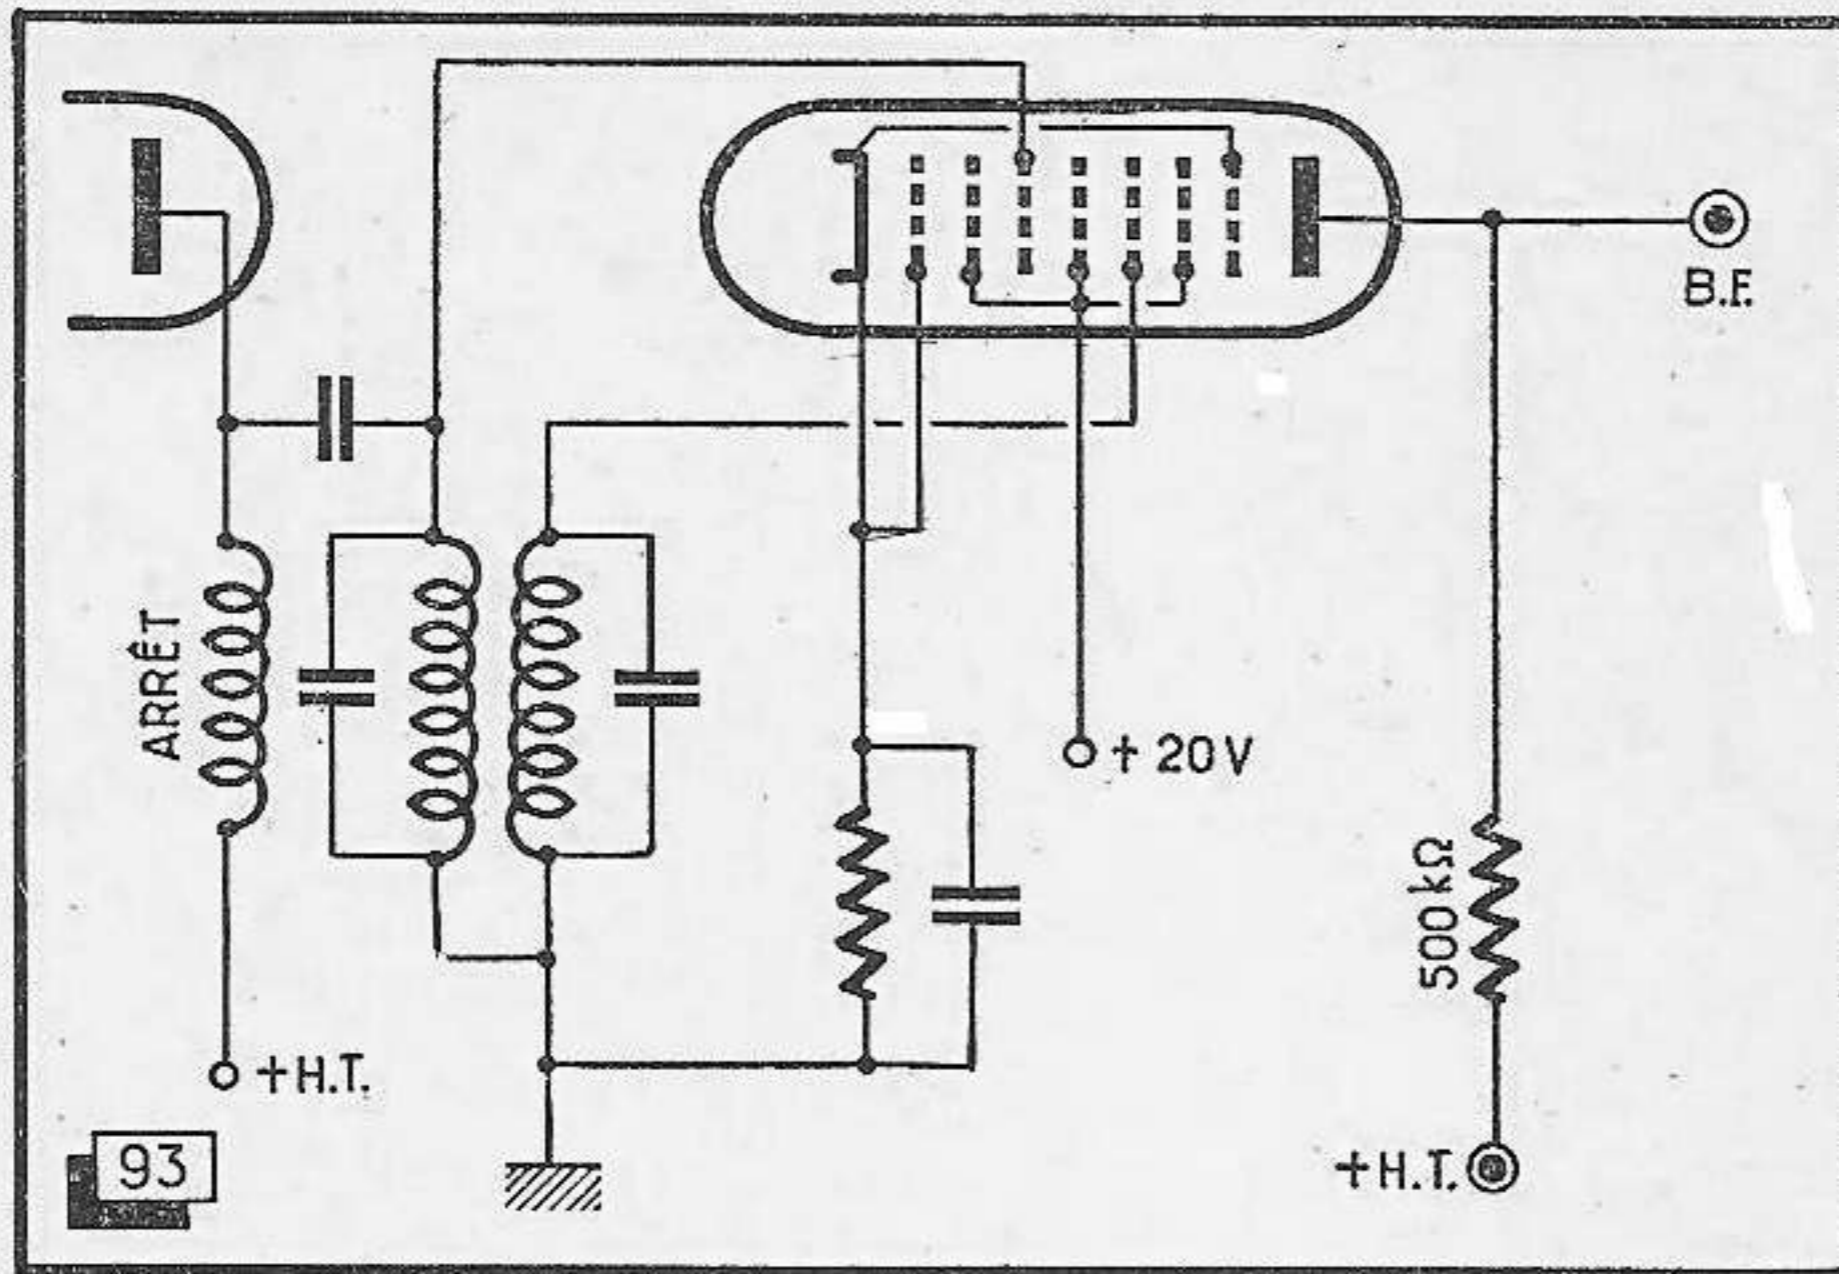 B.F.
ARRÊT
+ 20 V
500 kΩ
+ H.T.
93
+ H.T.